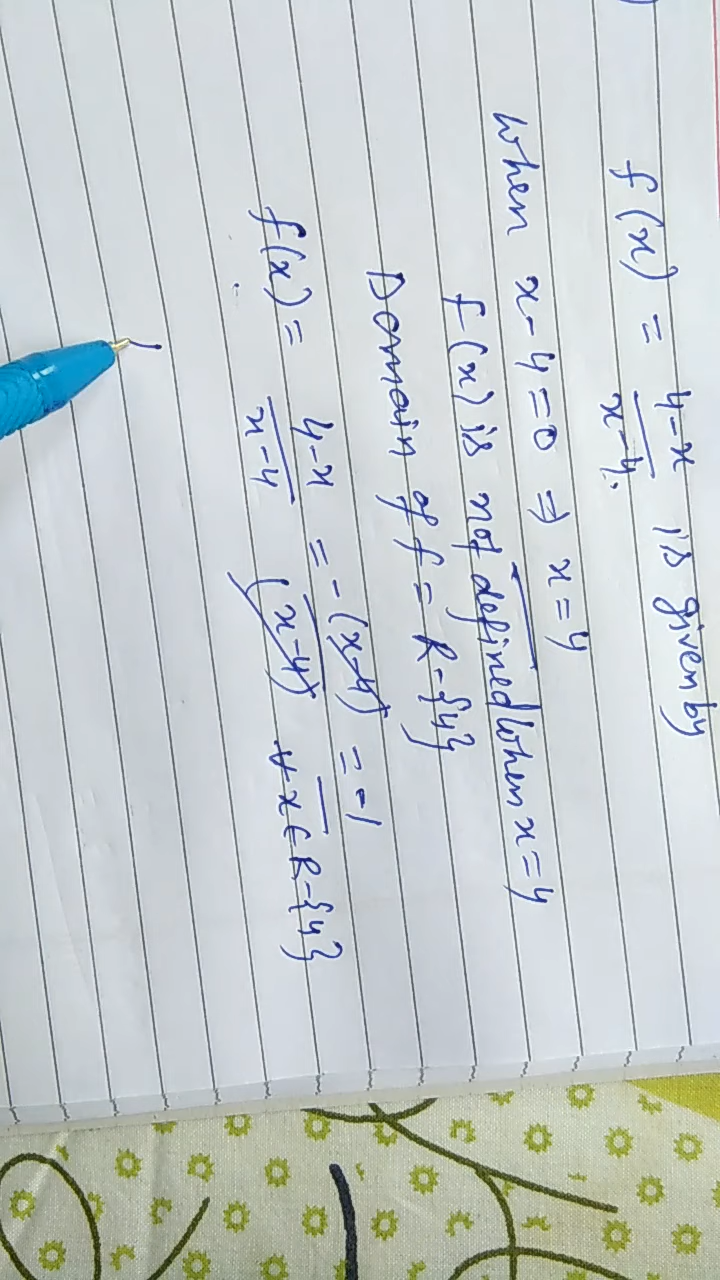 )
f(x) = 4-x / x-4. is given by
when x-4=0 ⇒ x=4
f(x) is not defined when x=4
Domain of f = R-{4}
f(x) = 4-x / x-4 = -(x-4) / (x-4) = -1 ∀ x ∈ R-{4}